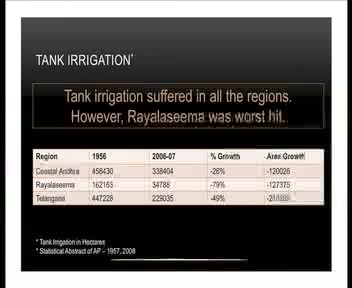 TANK IRRIGATION*
Tank irrigation suffered in all the regions.
However, Rayalaseema was worst hit.
Region 1956 2006-07 % Growth Area Growth
Coastal Andhra 458430 338404 -26% -120026
Rayalaseema 162163 34788 -79% -127375
Telangana 447228 229035 -49%
* Tank Irrigation in Hectares
* Statistical Abstract of AP – 1957, 2008